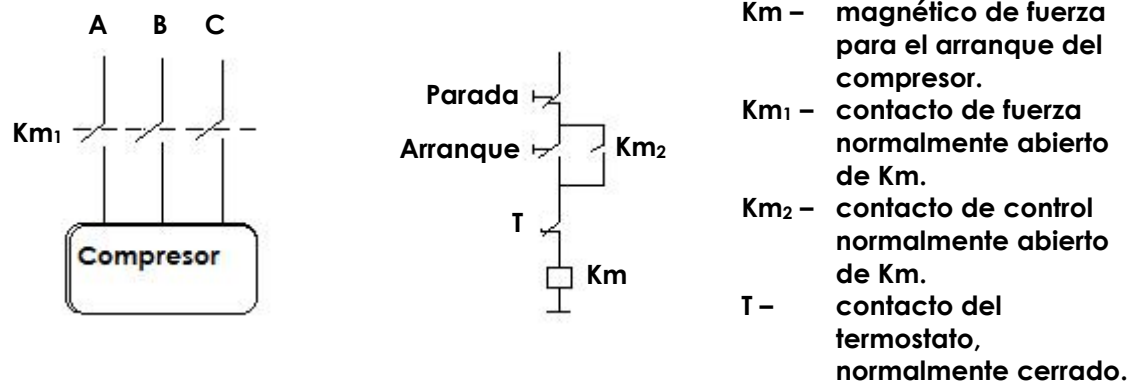 A B C
Km₁
Compresor
Parada
Arranque
Km₂
T
Km
Km – magnético de fuerza
para el arranque del
compresor.
Km₁ – contacto de fuerza
normalmente abierto
de Km.
Km₂ – contacto de control
normalmente abierto
de Km.
T – contacto del
termostato,
normalmente cerrado.